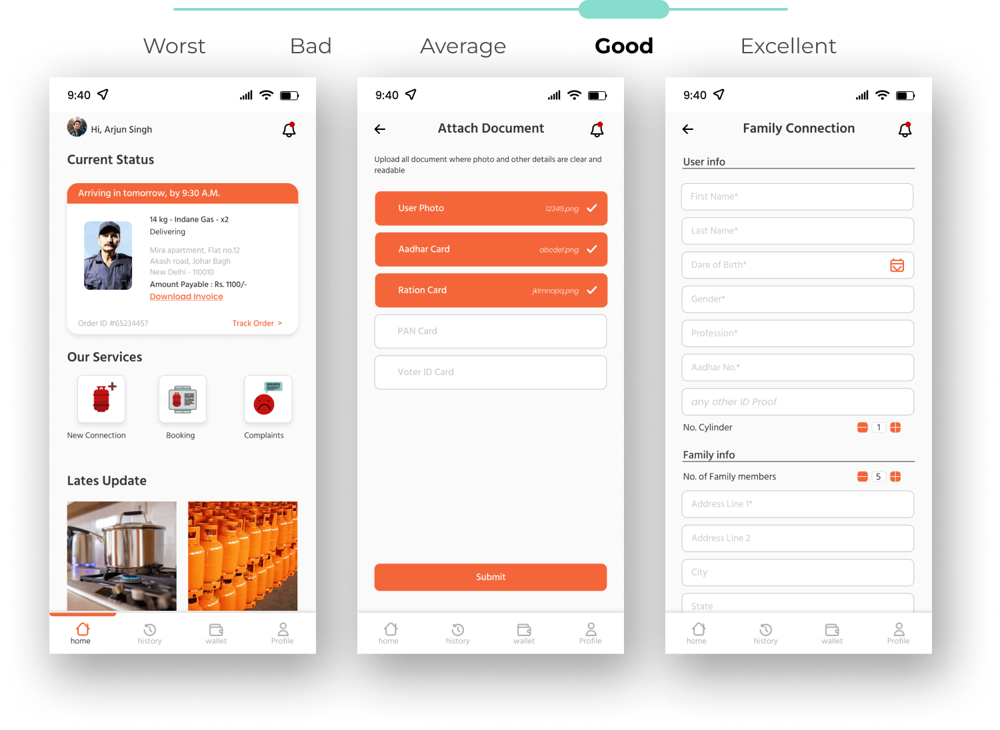 Worst
Bad
Average
Good
Excellent
9:40
Hi, Arjun Singh
Current Status
Arriving in tomorrow, by 9:30 A.M.
14 kg - Indane Gas - x2
Delivering
Mira apartment, Flat no.12
Akash road, Johar Bagh
New Delhi - 110010
Amount Payable : Rs. 1100/-
Download Invoice
Order ID #65234457
Track Order >
Our Services
New Connection
Booking
Complaints
Lates Update
home
history
wallet
Profile
9:40
Attach Document
Upload all document where photo and other details are clear and
readable
User Photo
12345.png
Aadhar Card
abcdef.png
Ration Card
jklmnopq.png
PAN Card
Voter ID Card
Submit
home
history
wallet
Profile
9:40
Family Connection
User info
First Name*
Last Name*
Dare of Birth*
Gender*
Profession*
Aadhar No.*
any other ID Proof
No. Cylinder
1
Family info
No. of Family members
5
Address Line 1*
Address Line 2
City
State
home
history
wallet
Profile